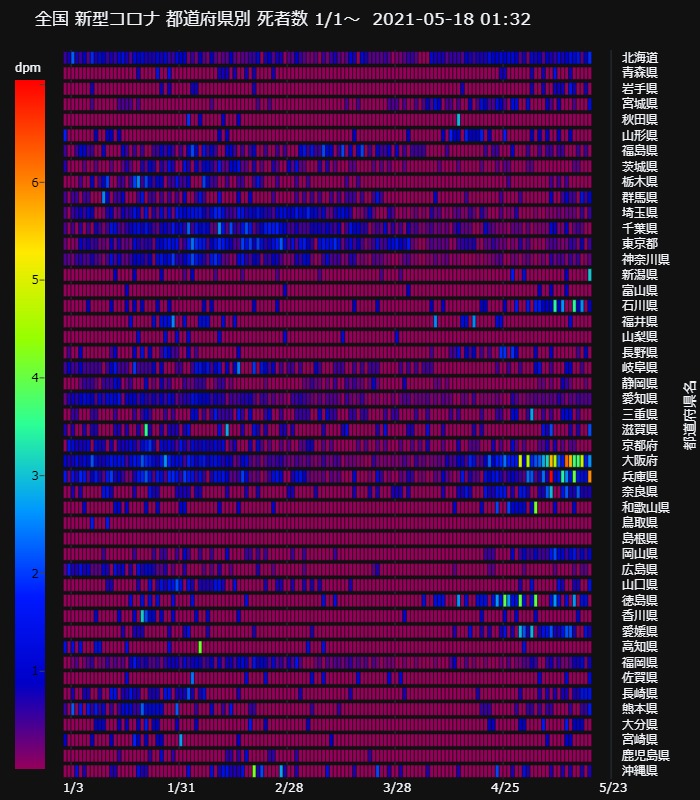 全国 新型コロナ 都道府県別 死者数 1/1～ 2021-05-18 01:32
dpm
6
5
4
3
2
1
北海道
青森県
岩手県
宮城県
秋田県
山形県
福島県
茨城県
栃木県
群馬県
埼玉県
千葉県
東京都
神奈川県
新潟県
富山県
石川県
福井県
山梨県
長野県
岐阜県
静岡県
愛知県
三重県
滋賀県
京都府
大阪府
兵庫県
奈良県
和歌山県
鳥取県
島根県
岡山県
広島県
山口県
徳島県
香川県
愛媛県
高知県
福岡県
佐賀県
長崎県
熊本県
大分県
宮崎県
鹿児島県
沖縄県
都道府県名
1/3 1/31 2/28 3/28 4/25 5/23